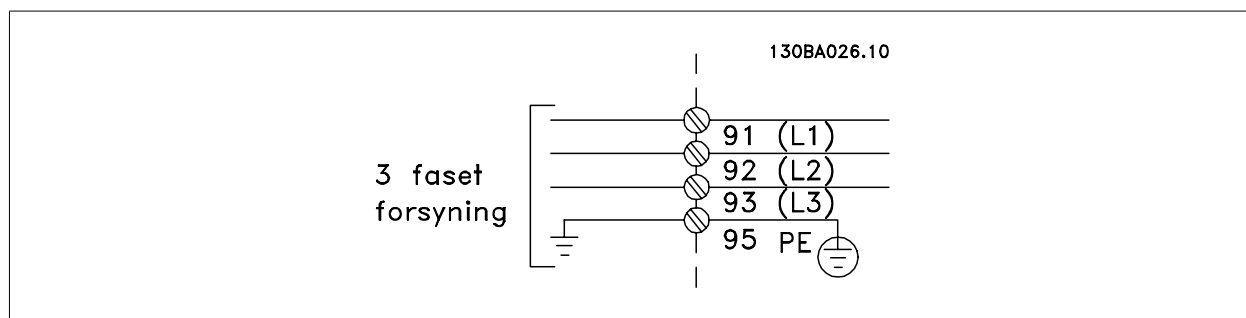 130BA026.10
91 (L1)
92 (L2)
3 faset
93 (L3)
forsyning
95 PE